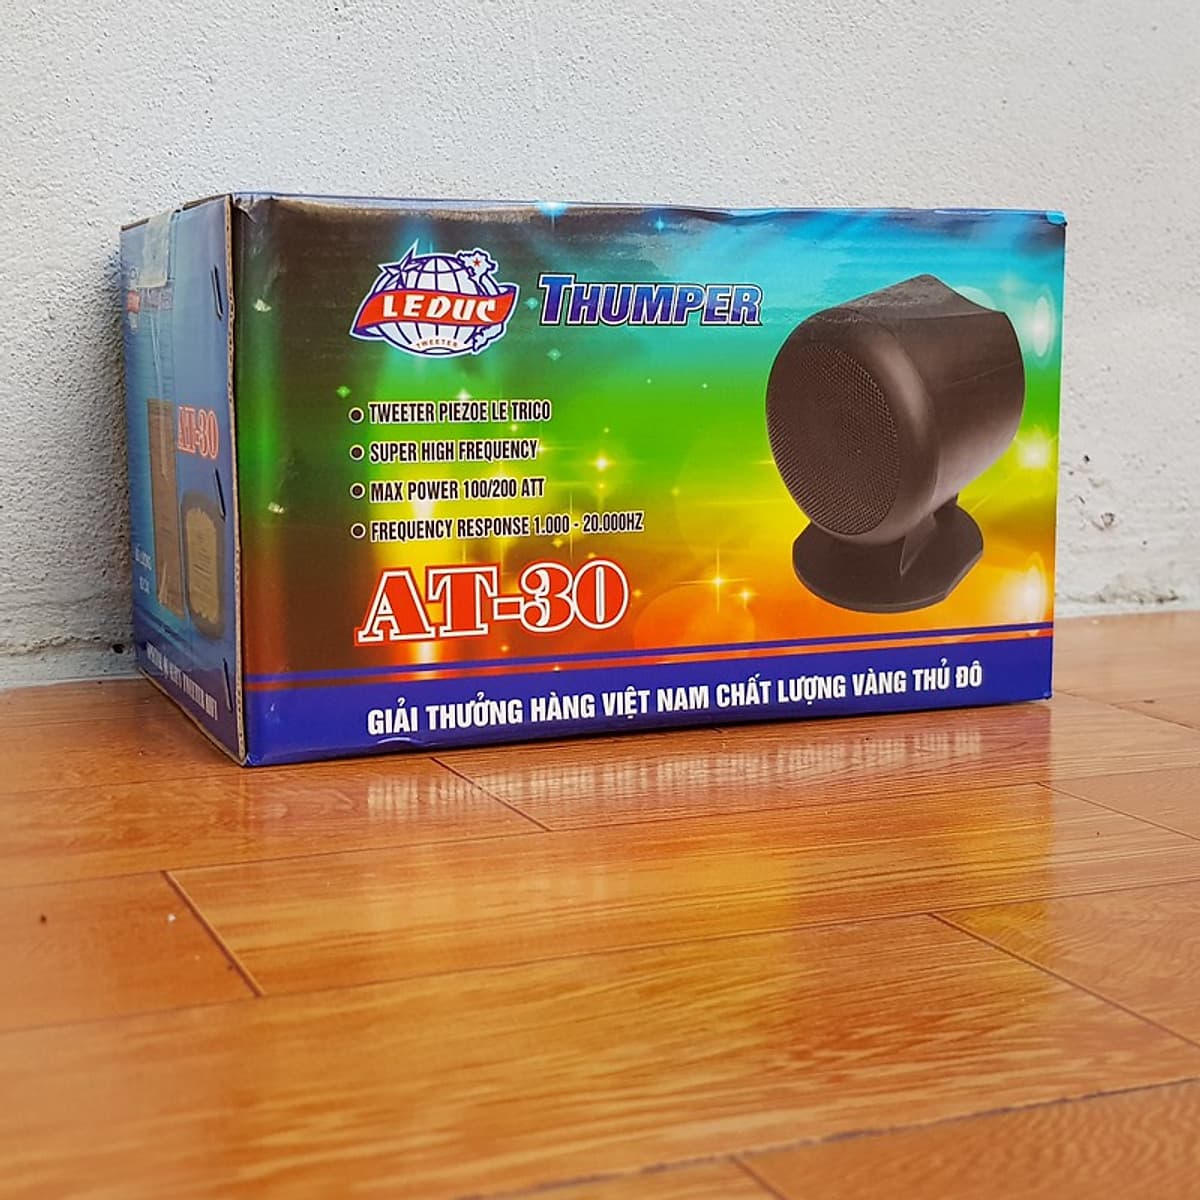 LEDUC
TWEETER
THUMPER
TWEETER PIEZOE LE TRICO
SUPER HIGH FREQUENCY
MAX POWER 100/200 ATT
FREQUENCY RESPONSE 1.000 - 20.000HZ
AT-30
GIẢI THƯỞNG HÀNG VIỆT NAM CHẤT LƯỢNG VÀNG THỦ ĐÔ
LEDUC
AT-30